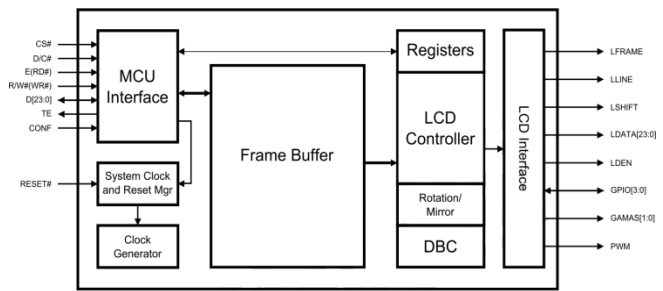 CS#
D/C#
E(RD#)
R/W#(WR#)
D[23:0]
TE
CONF
RESET#
MCU
Interface
System Clock
and Reset Mgr
Clock
Generator
Frame Buffer
Registers
LCD
Controller
Rotation/
Mirror
DBC
LCD Interface
LFRAME
LLINE
LSHIFT
LDATA[23:0]
LDEN
GPIO[3:0]
GAMAS[1:0]
PWM